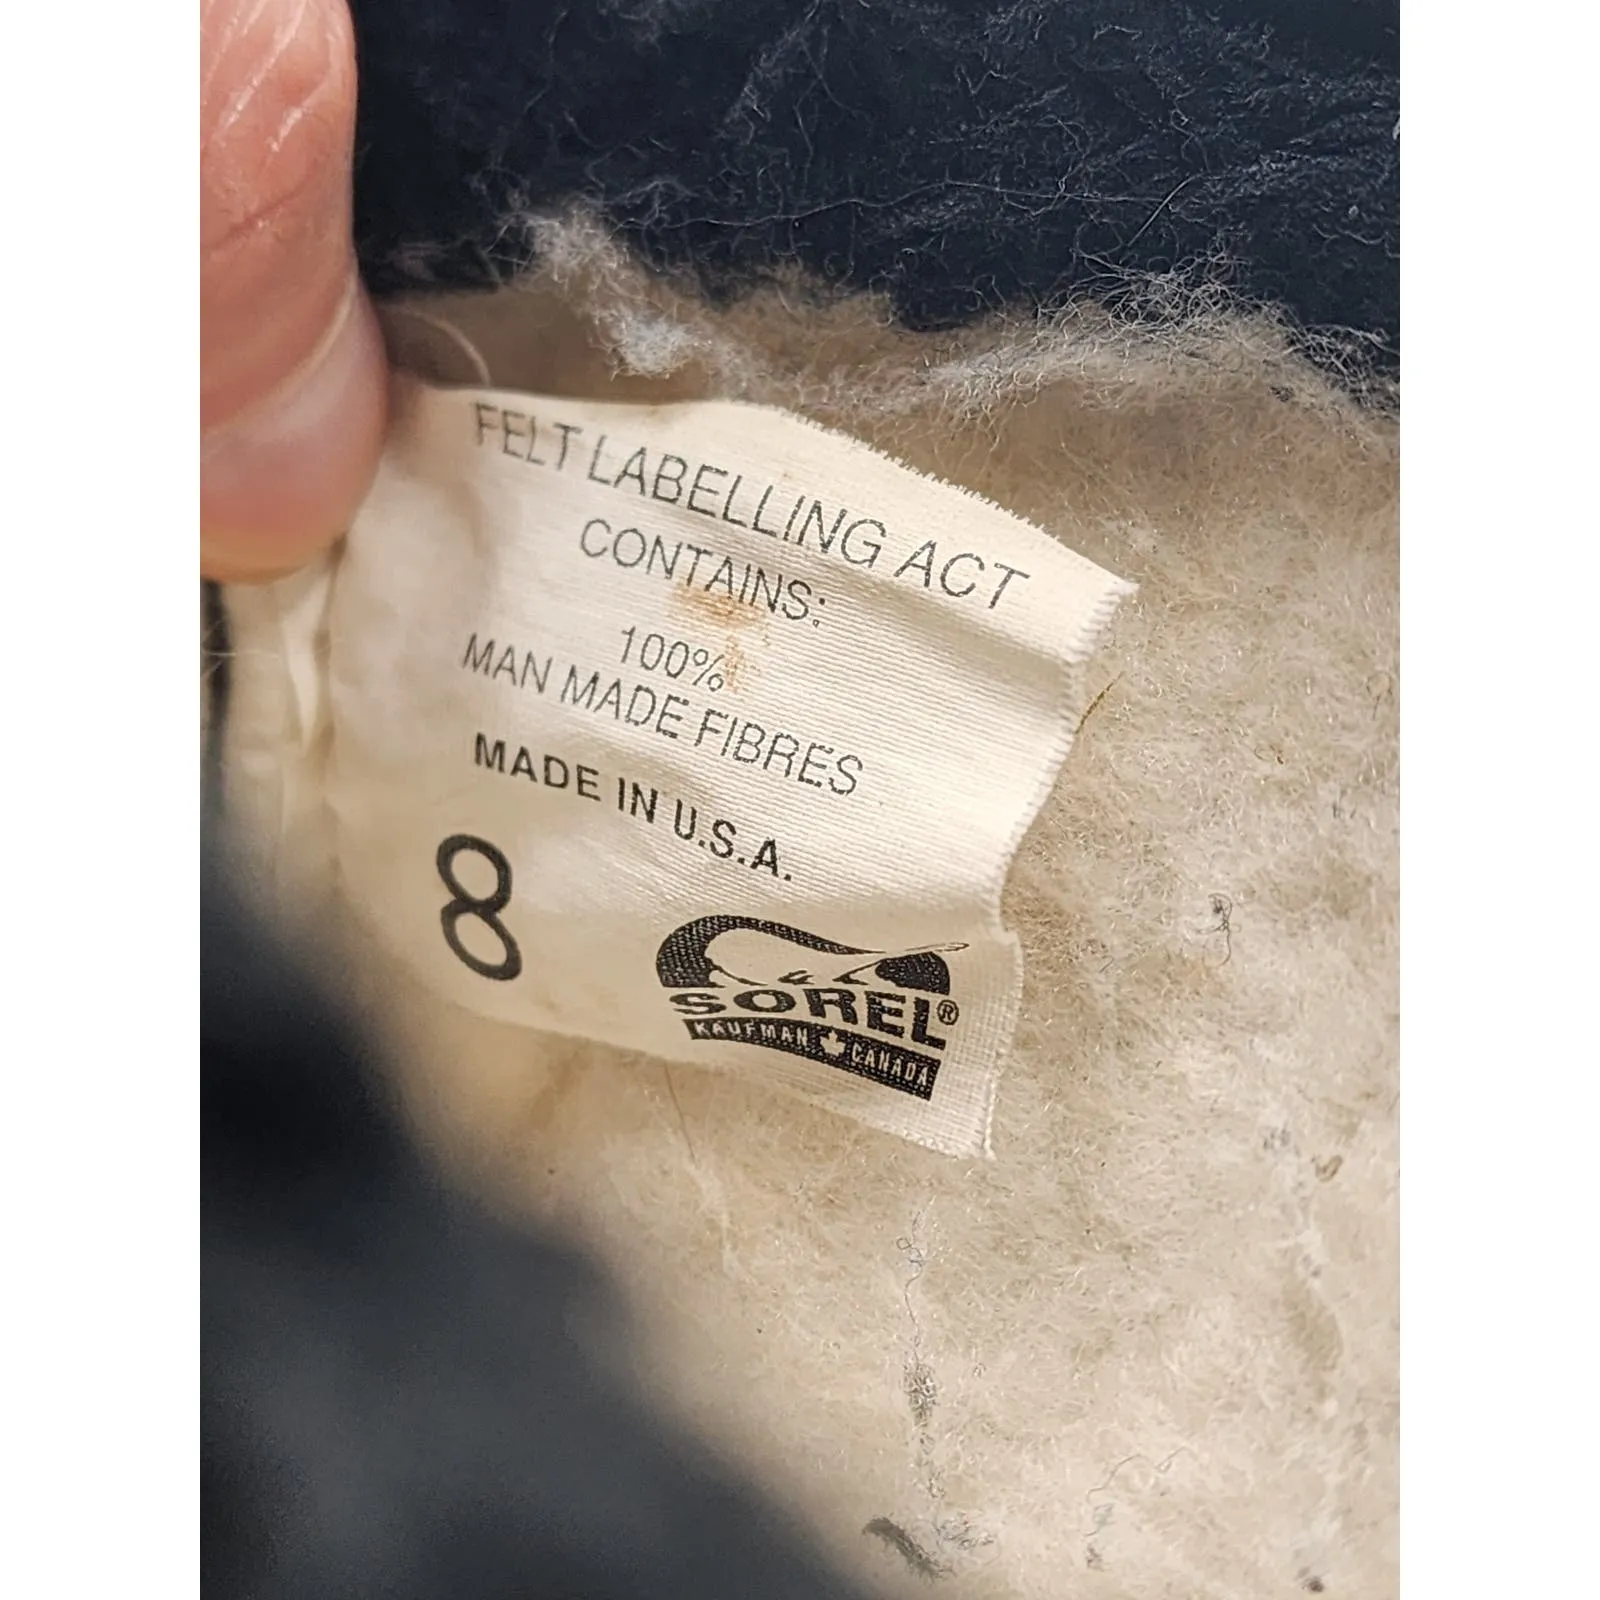 FELT LABELLING ACT
CONTAINS:
100%
MAN MADE FIBRES
MADE IN U.S.A.
8
SOREL®
KAUFMAN CANADA